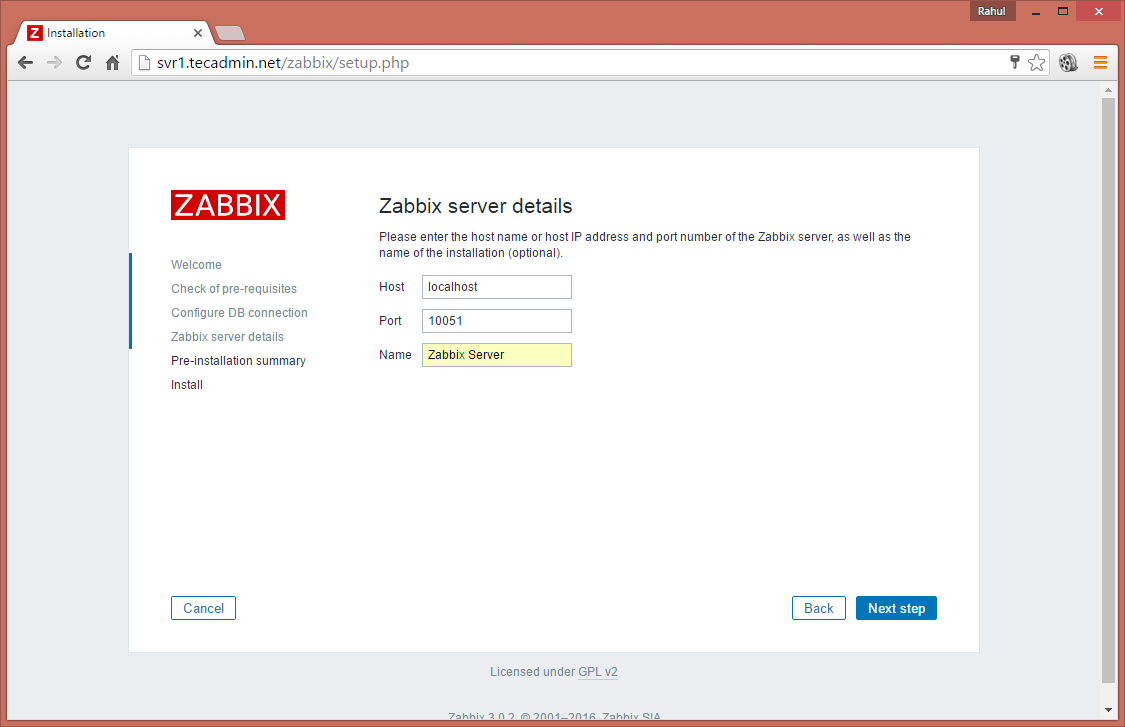 Rahul
Z Installation
svr1.tecadmin.net/zabbix/setup.php
ZABBIX
Welcome
Check of pre-requisites
Configure DB connection
Zabbix server details
Pre-installation summary
Install
Zabbix server details
Please enter the host name or host IP address and port number of the Zabbix server, as well as the
name of the installation (optional).
Host localhost
Port 10051
Name Zabbix Server
Cancel Back Next step
Licensed under GPL v2
Zabbix 3.0.2. © 2001–2016, Zabbix SIA